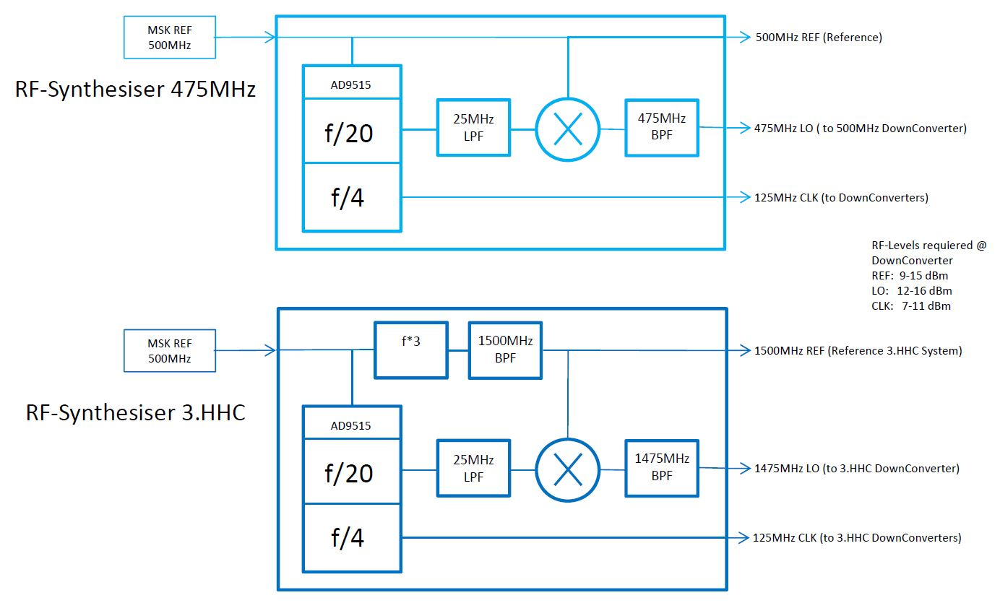 MSK REF
500MHz
500MHz REF (Reference)
RF-Synthesiser 475MHz
AD9515
f/20
25MHz
LPF
475MHz
BPF
475MHz LO ( to 500MHz DownConverter)
f/4
125MHz CLK (to DownConverters)
RF-Levels requiered @
DownConverter
REF: 9-15 dBm
LO: 12-16 dBm
CLK: 7-11 dBm
MSK REF
500MHz
f*3
1500MHz
BPF
1500MHz REF (Reference 3.HHC System)
RF-Synthesiser 3.HHC
AD9515
f/20
25MHz
LPF
1475MHz
BPF
1475MHz LO (to 3.HHC DownConverter)
f/4
125MHz CLK (to 3.HHC DownConverters)